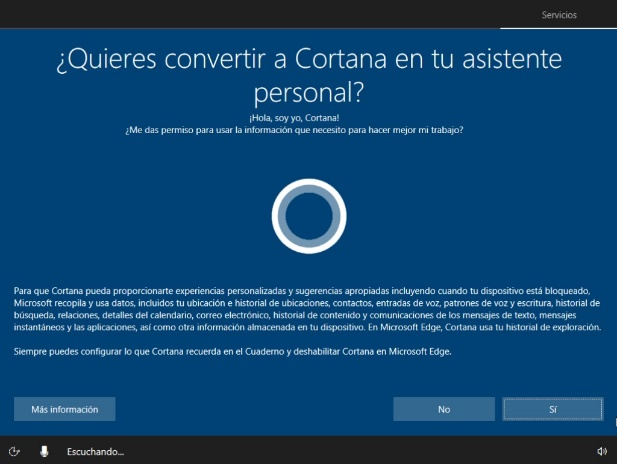 Servicios
¿Quieres convertir a Cortana en tu asistente
personal?
¡Hola, soy yo, Cortana!
¿Me das permiso para usar la información que necesito para hacer mejor mi trabajo?
Para que Cortana pueda proporcionarte experiencias personalizadas y sugerencias apropiadas incluyendo cuando tu dispositivo está bloqueado,
Microsoft recopila y usa datos, incluidos tu ubicación e historial de ubicaciones, contactos, entradas de voz, patrones de voz y escritura, historial de
búsqueda, relaciones, detalles del calendario, correo electrónico, historial de contenido y comunicaciones de los mensajes de texto, mensajes
instantáneos y las aplicaciones, así como otra información almacenada en tu dispositivo. En Microsoft Edge, Cortana usa tu historial de exploración.
Siempre puedes configurar lo que Cortana recuerda en el Cuaderno y deshabilitar Cortana en Microsoft Edge.
Más información
No
Sí
Escuchando...